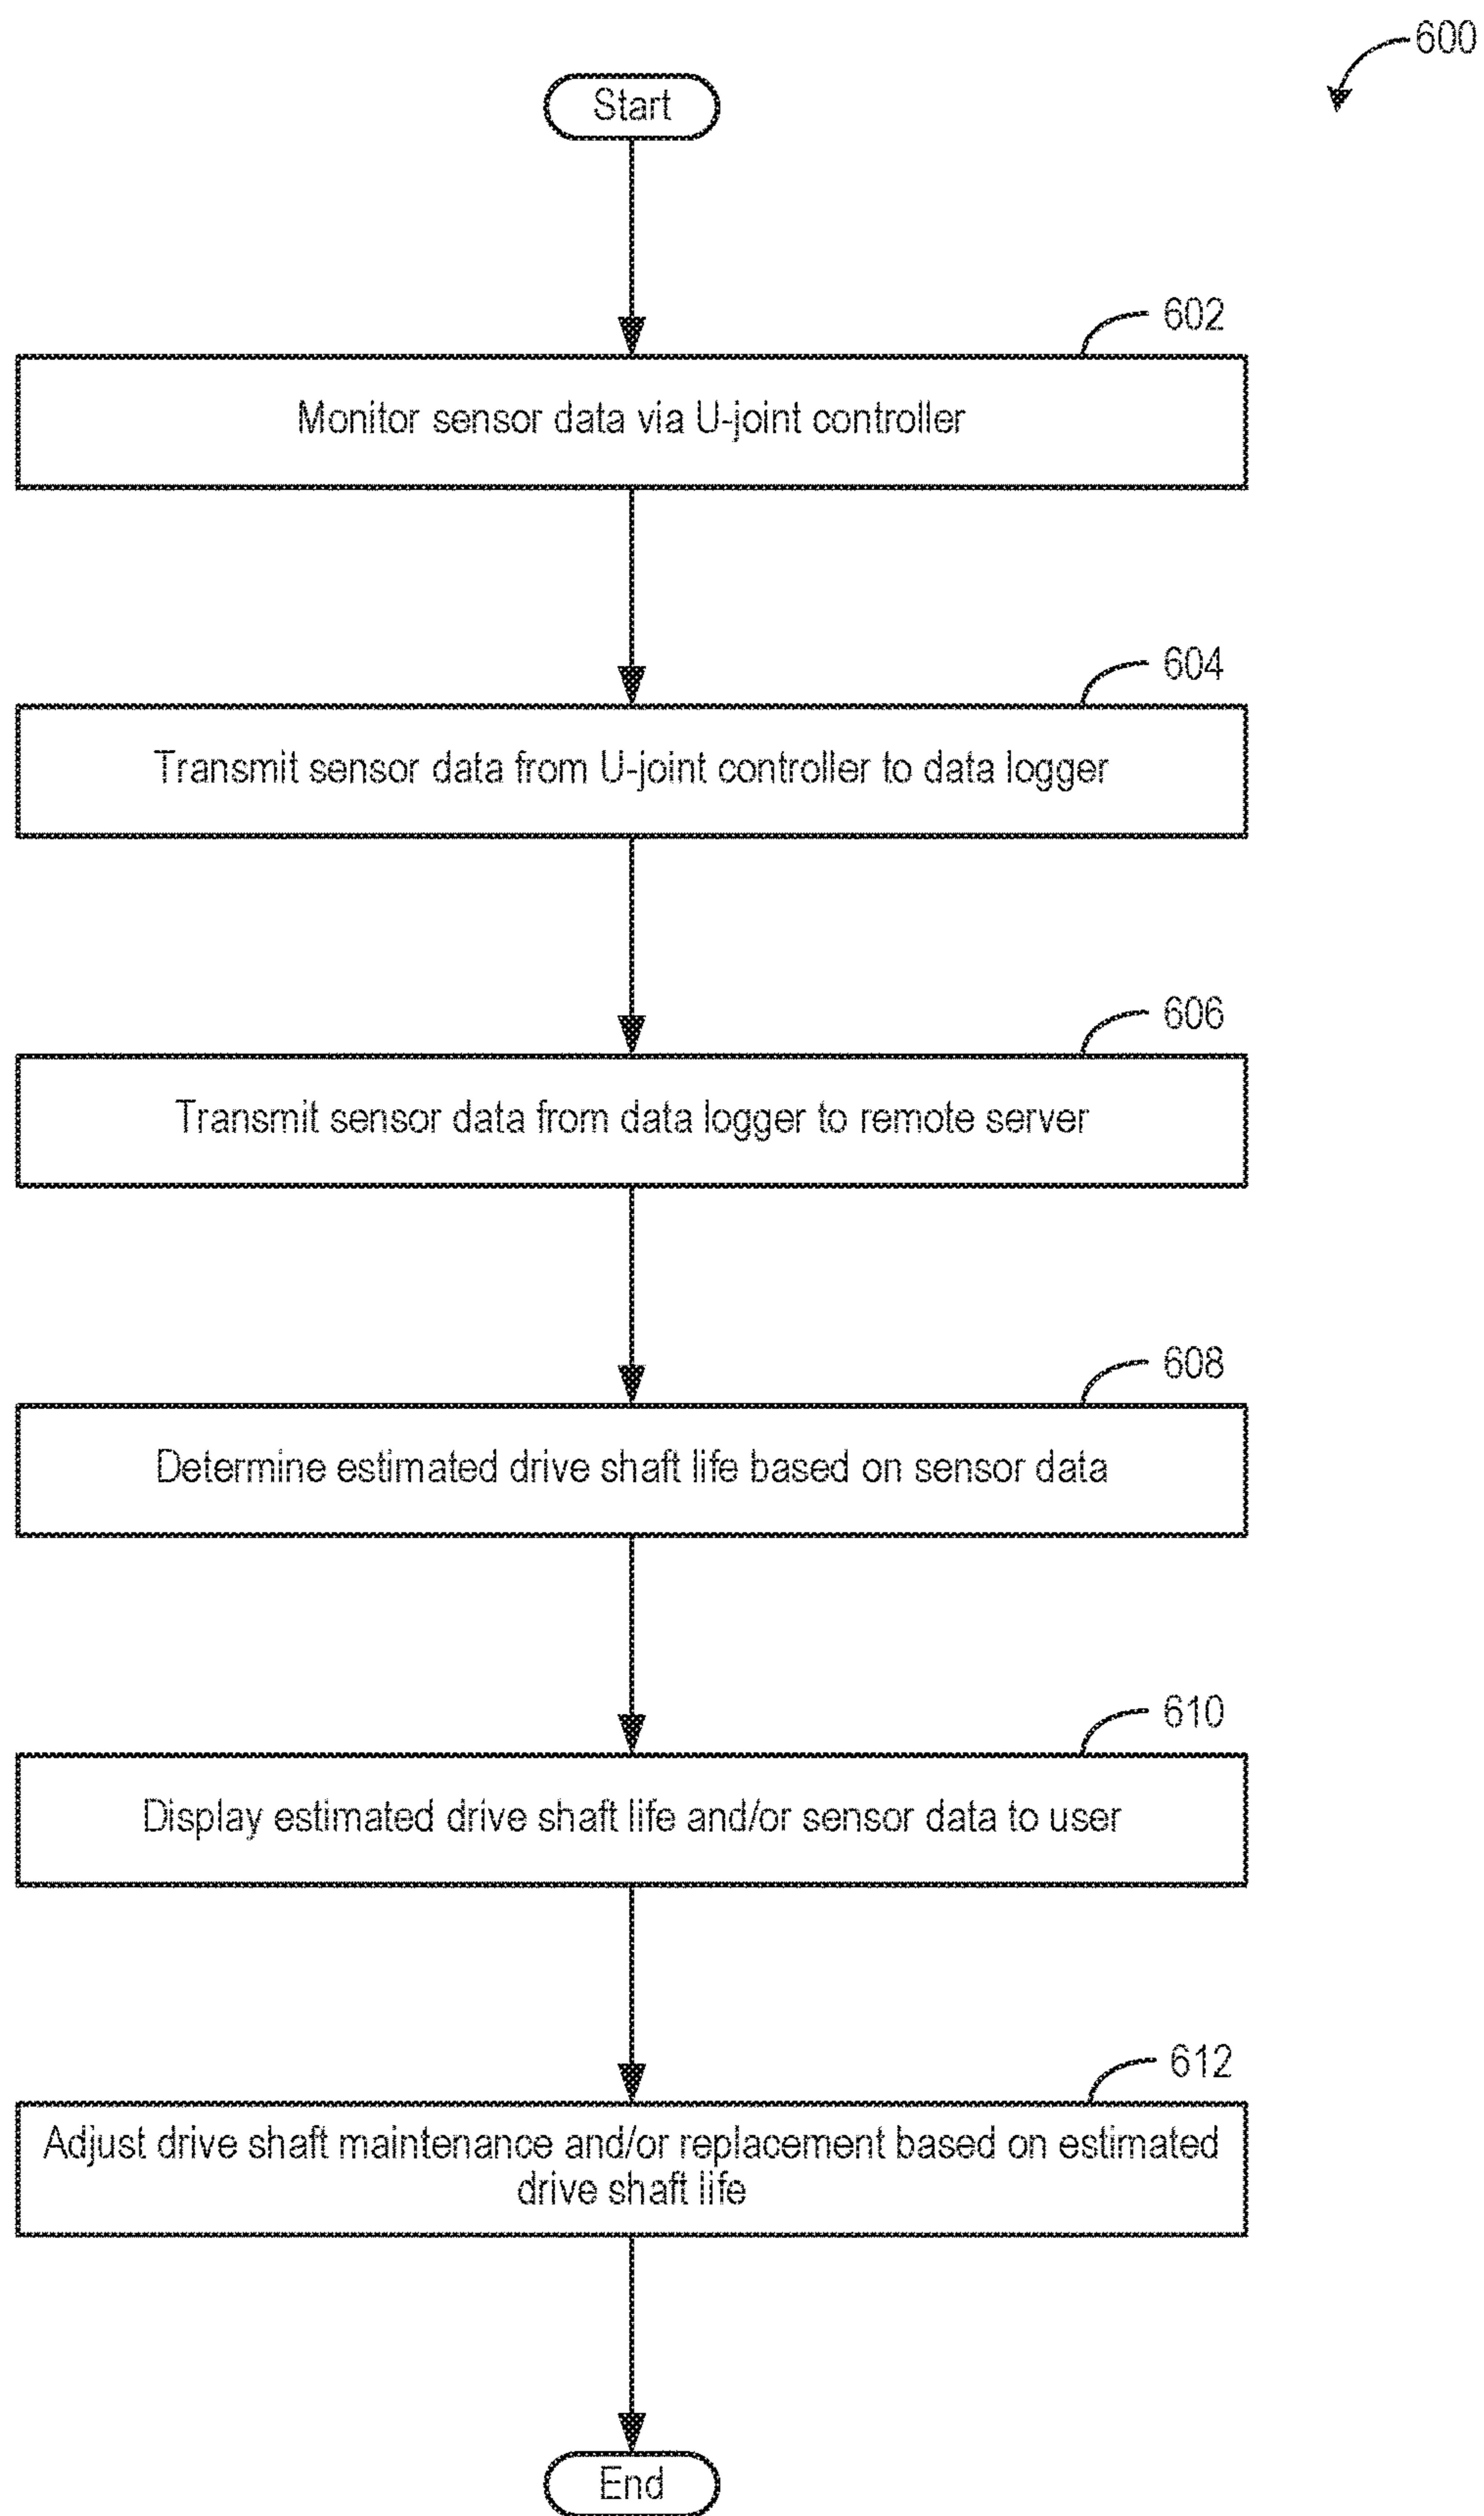 600
Start
602
Monitor sensor data via U-joint controller
604
Transmit sensor data from U-joint controller to data logger
606
Transmit sensor data from data logger to remote server
608
Determine estimated drive shaft life based on sensor data
610
Display estimated drive shaft life and/or sensor data to user
612
Adjust drive shaft maintenance and/or replacement based on estimated
drive shaft life
End